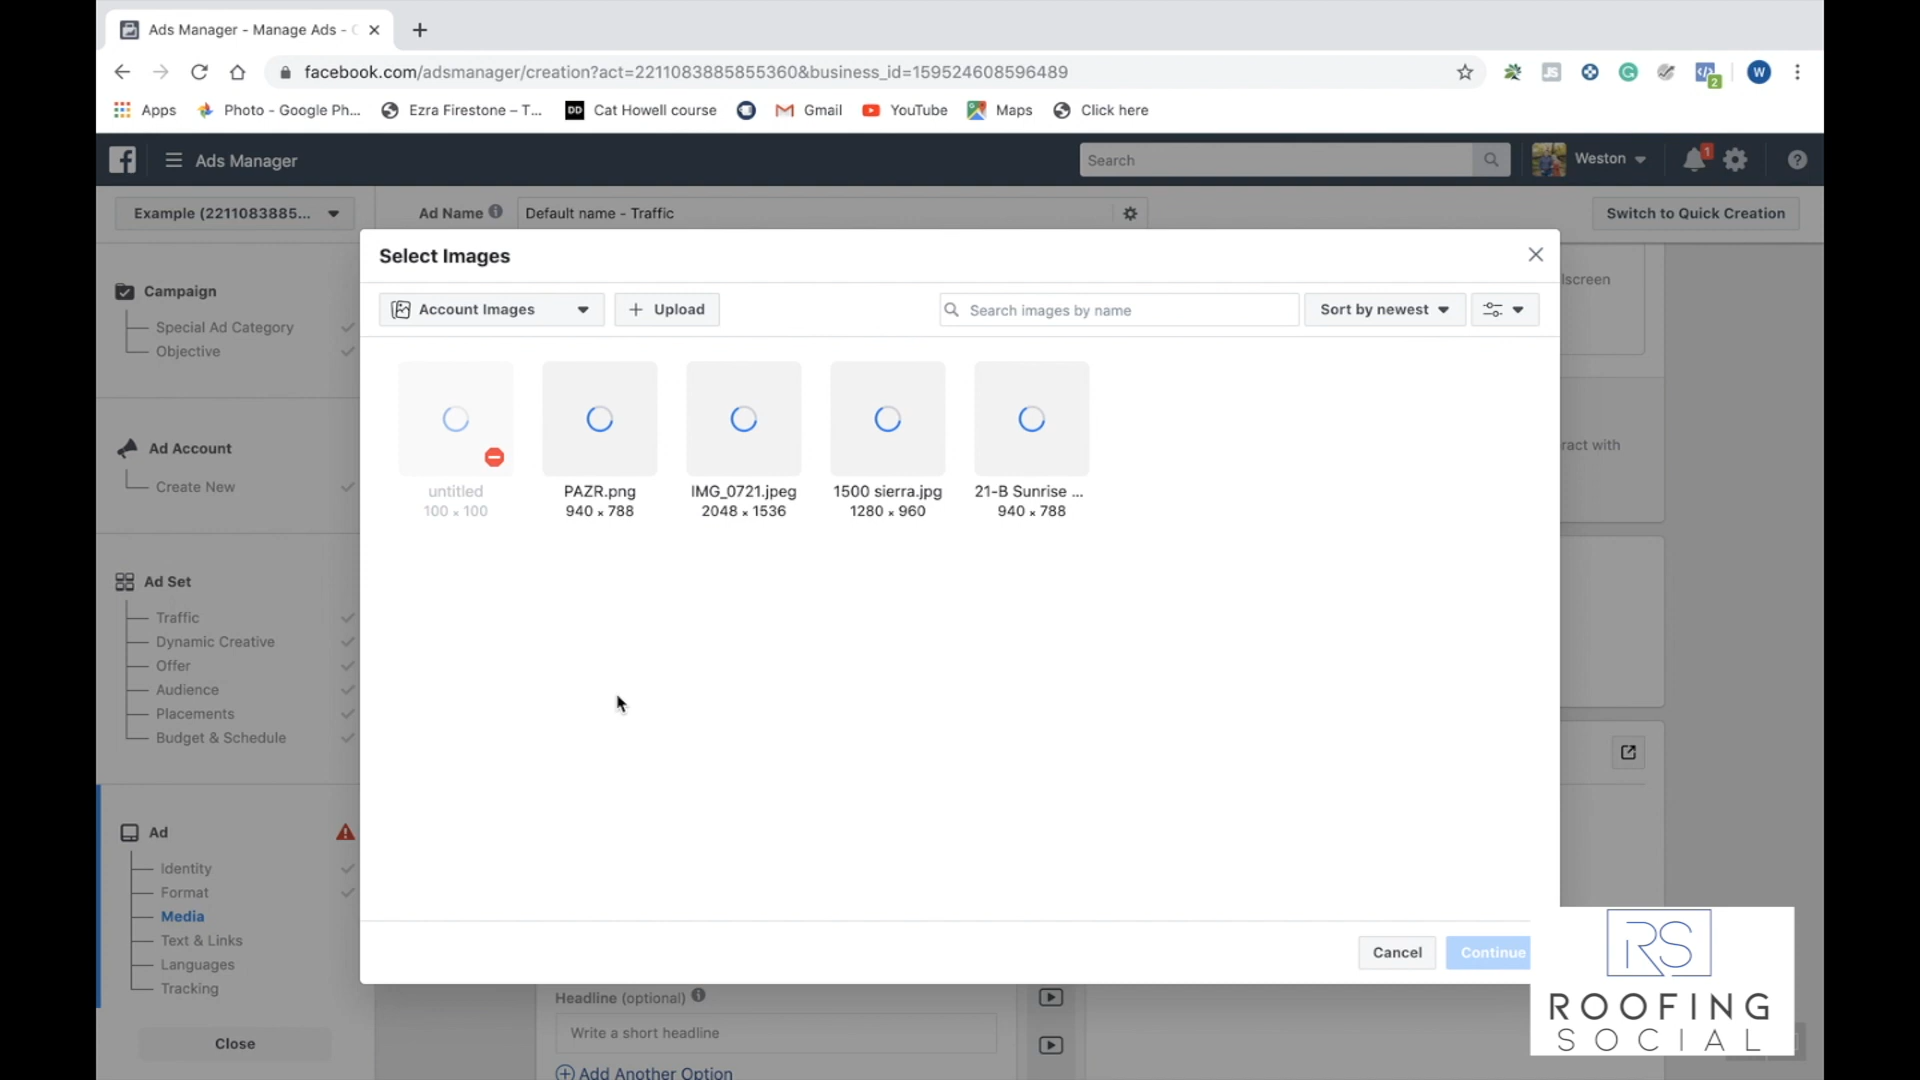 Ads Manager - Manage Ads - C
facebook.com/adsmanager/creation?act=2211083885855360&business_id=159524608596489
2
W
Apps
Photo - Google Ph...
Ezra Firestone – T...
DD
Cat Howell course
Gmail
YouTube
Maps
Click here
Ads Manager
Search
Weston
1
Example (2211083885...
Ad Name
Default name - Traffic
Switch to Quick Creation
Campaign
Special Ad Category
Objective
Ad Account
Create New
Ad Set
Traffic
Dynamic Creative
Offer
Audience
Placements
Budget & Schedule
Ad
Identity
Format
Media
Text & Links
Languages
Tracking
Close
Select Images
Account Images
+ Upload
Search images by name
Sort by newest
untitled
100 × 100
PAZR.png
940 × 788
IMG_0721.jpeg
2048 × 1536
1500 sierra.jpg
1280 × 960
21-B Sunrise ...
940 × 788
lscreen
ract with
Cancel
Continue
Headline (optional)
Write a short headline
Add Another Option
RS
ROOFING
SOCIAL